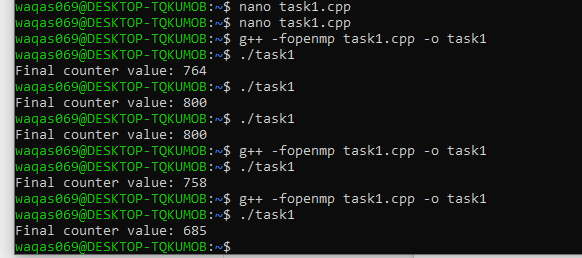 waqas069@DESKTOP-TQKUMOB:~$ nano task1.cpp
waqas069@DESKTOP-TQKUMOB:~$ nano task1.cpp
waqas069@DESKTOP-TQKUMOB:~$ g++ -fopenmp task1.cpp -o task1
waqas069@DESKTOP-TQKUMOB:~$ ./task1
Final counter value: 764
waqas069@DESKTOP-TQKUMOB:~$ ./task1
Final counter value: 800
waqas069@DESKTOP-TQKUMOB:~$ ./task1
Final counter value: 800
waqas069@DESKTOP-TQKUMOB:~$ g++ -fopenmp task1.cpp -o task1
waqas069@DESKTOP-TQKUMOB:~$ ./task1
Final counter value: 758
waqas069@DESKTOP-TQKUMOB:~$ g++ -fopenmp task1.cpp -o task1
waqas069@DESKTOP-TQKUMOB:~$ ./task1
Final counter value: 685
waqas069@DESKTOP-TQKUMOB:~$